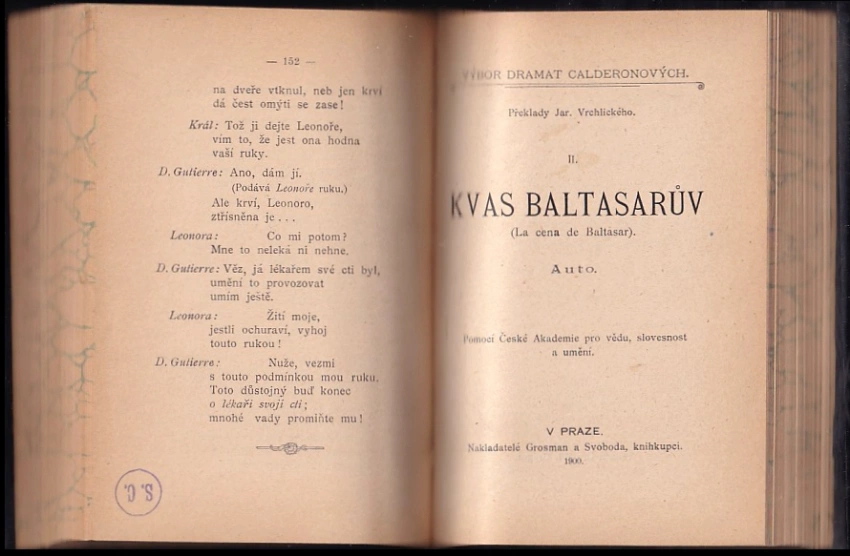 — 152 —
na dveře vtknul, neb jen krví
dá čest omýti se zase!
Král: Tož ji dejte Leonoře,
vím to, že jest ona hodna
vaší ruky.
D. Gutierre: Ano, dám jí.
(Podává Leonoře ruku.)
Ale krví, Leonoro,
ztřísněna je . . .
Leonora: Co mi potom?
Mne to neleká ni nehne.
D. Gutierre: Věz, já lékařem své cti byl,
umění to provozovat
umím ještě.
Leonora: Žití moje,
jestli ochuraví, vyhoj
touto rukou!
D. Gutierre: Nuže, vezmi
s touto podmínkou mou ruku.
Toto důstojný buď konec
o lékaři svojí cti;
mnohé vady promiňte mu!
S. C.
VÝBOR DRAMAT CALDERONOVÝCH.
Překlady Jar. Vrchlického.
II.
KVAS BALTASARŮV
(La cena de Baltasar).
Auto.
Pomocí České Akademie pro vědu, slovesnost
a umění.
V PRAZE.
Nakladatelé Grosman a Svoboda, knihkupci.
1900.